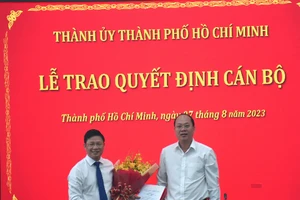 THÀNH ỦY THÀNH PHỐ HỒ CHÍ MINH
LỄ TRAO QUYẾT ĐỊNH CÁN BỘ
Thành phố Hồ Chí Minh, ngày 07 tháng 8 năm 2023